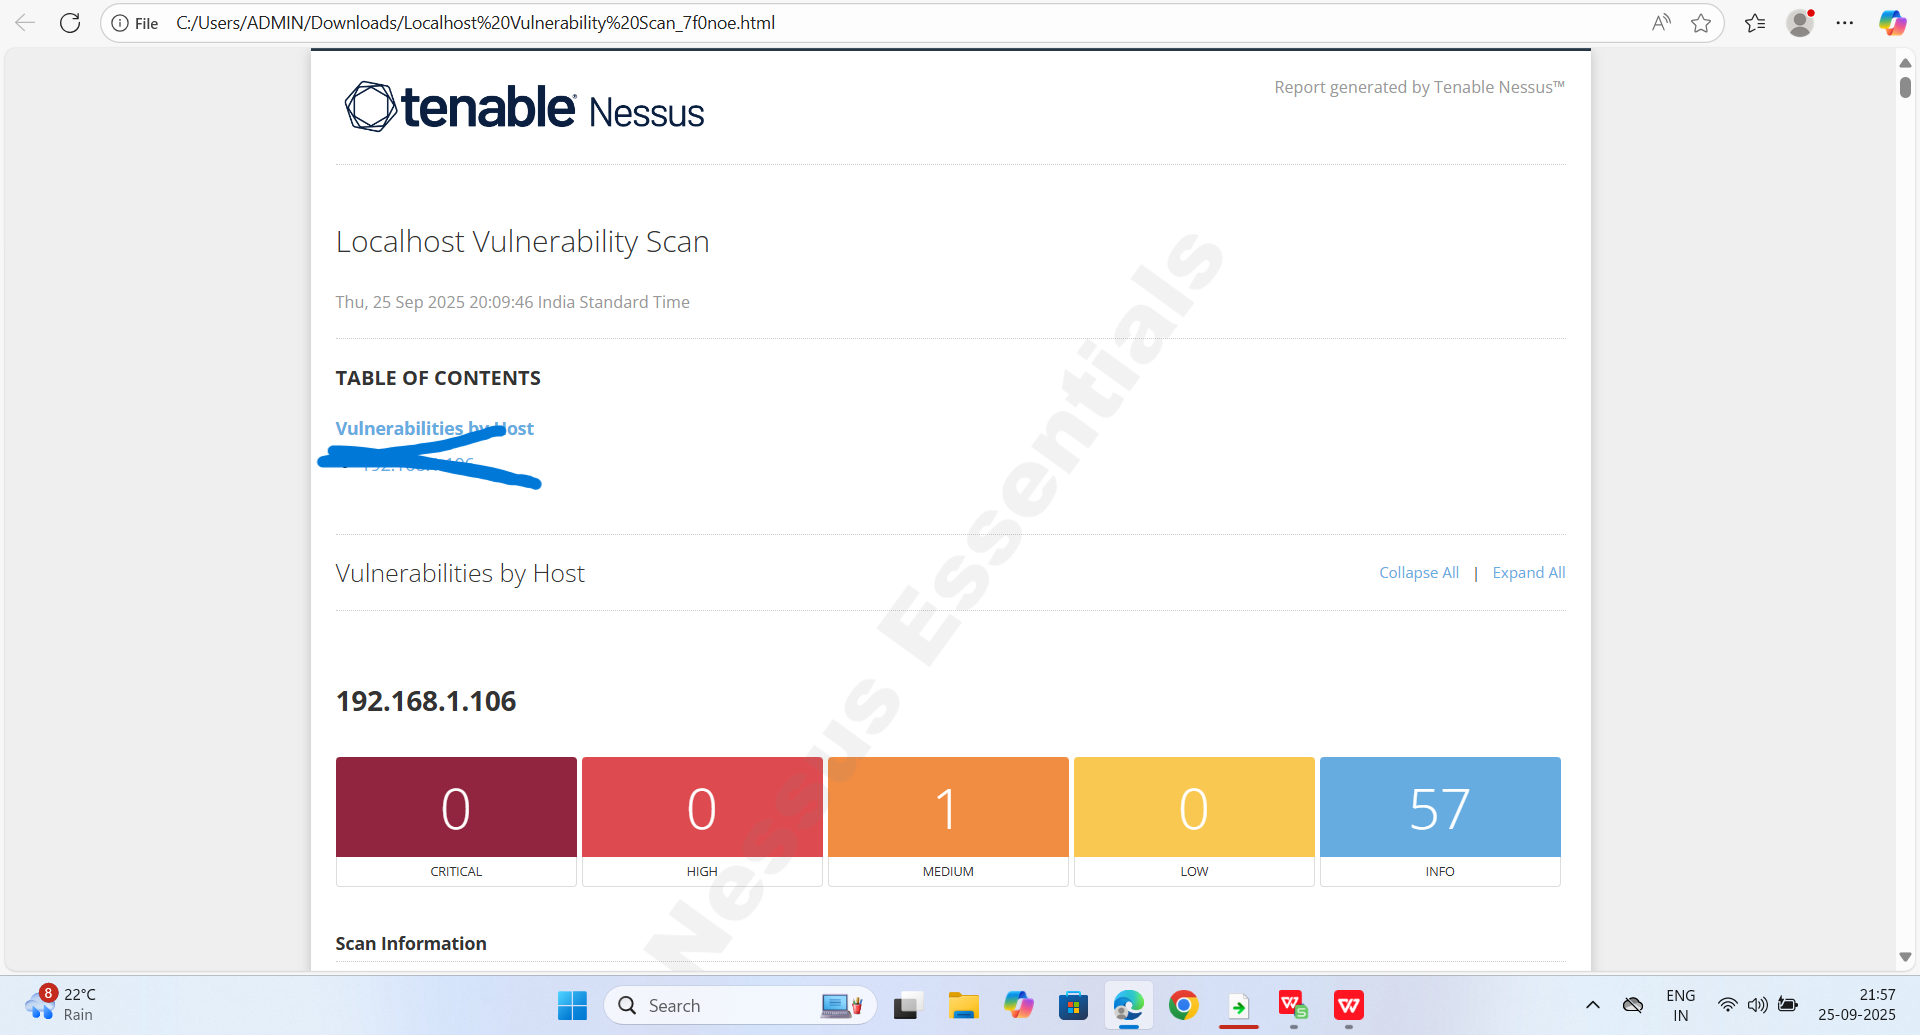 File C:/Users/ADMIN/Downloads/Localhost%20Vulnerability%20Scan_7f0noe.html
tenable Nessus
Report generated by Tenable Nessus™
Localhost Vulnerability Scan
Thu, 25 Sep 2025 20:09:46 India Standard Time
TABLE OF CONTENTS
Vulnerabilities by Host
Vulnerabilities by Host
Collapse All | Expand All
192.168.1.106
0
0
1
0
57
CRITICAL
HIGH
MEDIUM
LOW
INFO
Scan Information
Nessus Essentials
8
22°C
Rain
Search
ENG
IN
21:57
25-09-2025